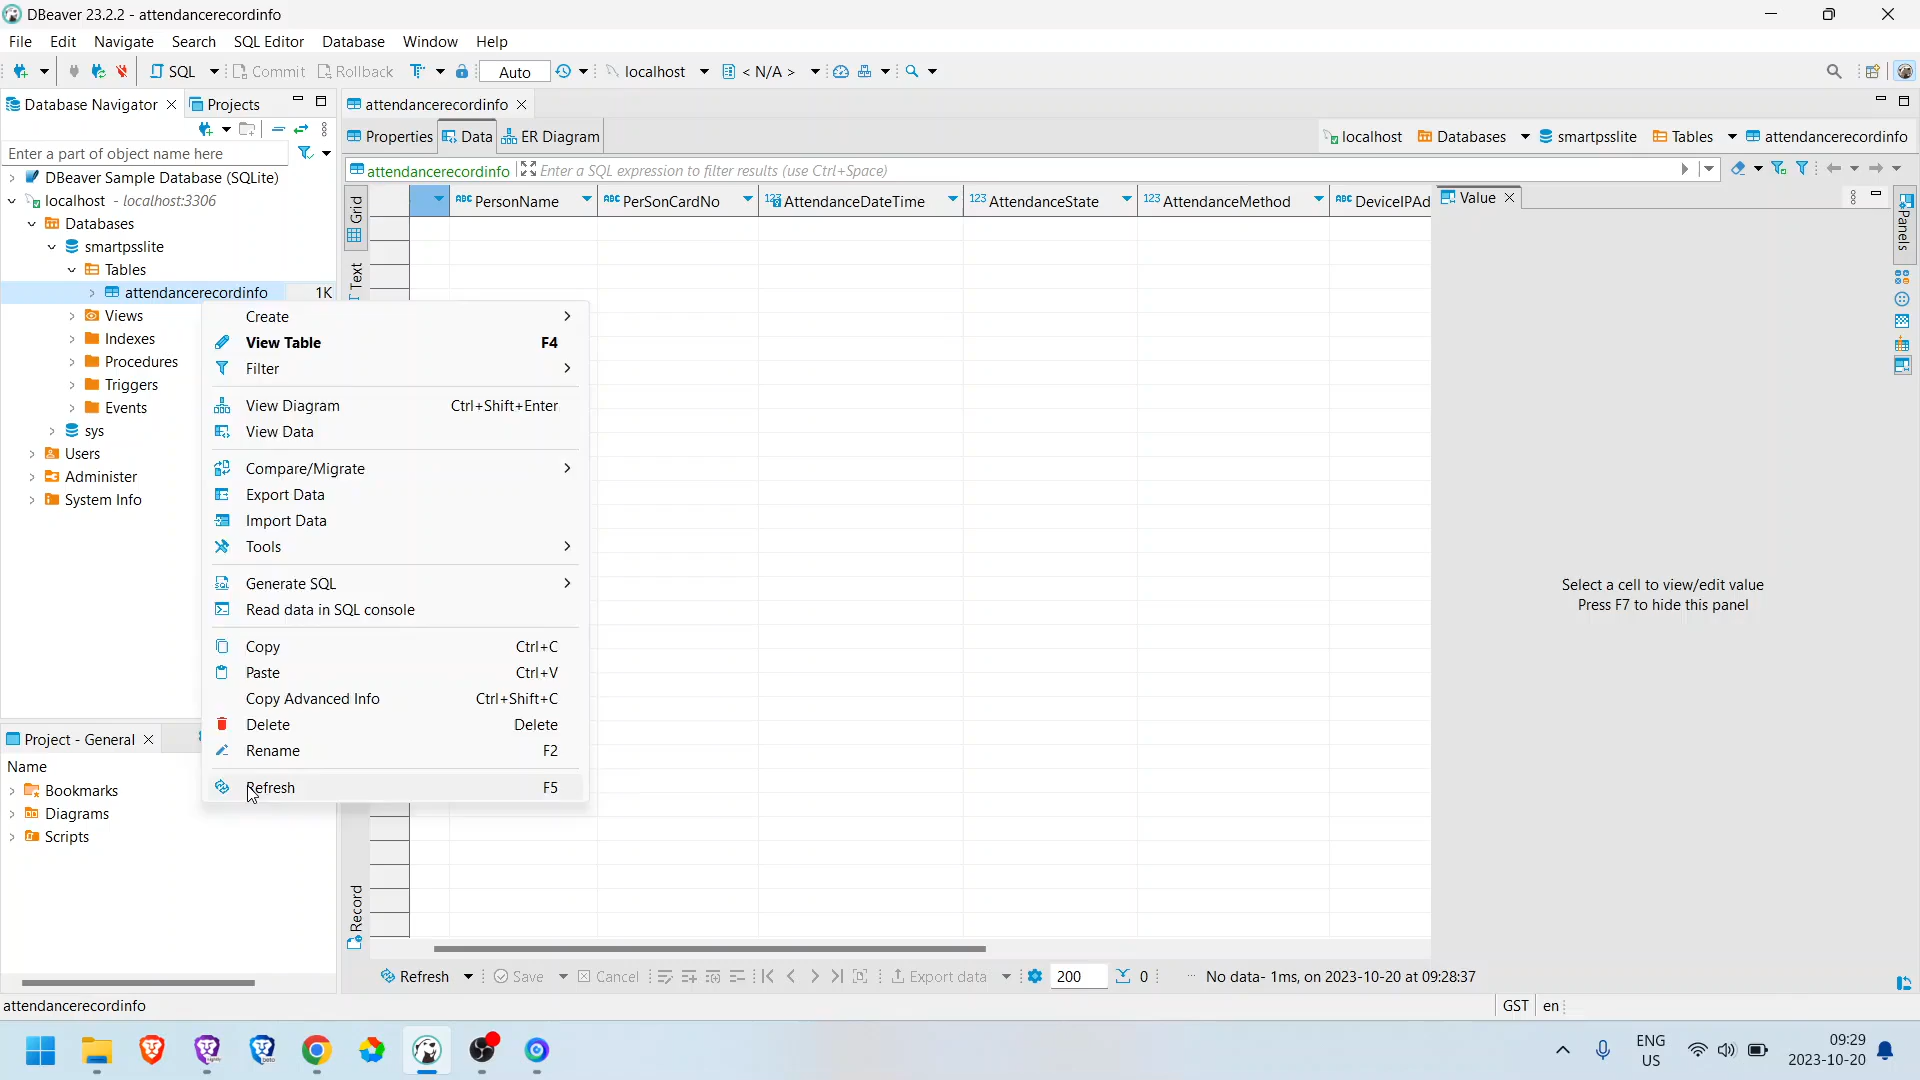 DBeaver 23.2.2 - attendancerecordinfo
File Edit Navigate Search SQL Editor Database Window Help
SQL Commit Rollback Auto localhost < N/A >
Database Navigator Projects
Enter a part of object name here
DBeaver Sample Database (SQLite)
localhost - localhost:3306
Databases
smartpsslite
Tables
attendancerecordinfo 1K
Views
Indexes
Procedures
Triggers
Events
sys
Users
Administer
System Info
Create
View Table F4
Filter
View Diagram Ctrl+Shift+Enter
View Data
Compare/Migrate
Export Data
Import Data
Tools
Generate SQL
Read data in SQL console
Copy Ctrl+C
Paste Ctrl+V
Copy Advanced Info Ctrl+Shift+C
Delete Delete
Rename F2
Refresh F5
Project - General
Name
Bookmarks
Diagrams
Scripts
attendancerecordinfo
Properties Data ER Diagram
localhost Databases smartpsslite Tables attendancerecordinfo
attendancerecordinfo Enter a SQL expression to filter results (use Ctrl+Space)
Grid
Text
Record
ABC PersonName ABC PerSonCardNo 123 AttendanceDateTime 123 AttendanceState 123 AttendanceMethod ABC DeviceIPAd
Value
Panels
Select a cell to view/edit value
Press F7 to hide this panel
Refresh Save Cancel Export data 200 0 No data- 1ms, on 2023-10-20 at 09:28:37
attendancerecordinfo
GST en
ENG
US
09:29
2023-10-20